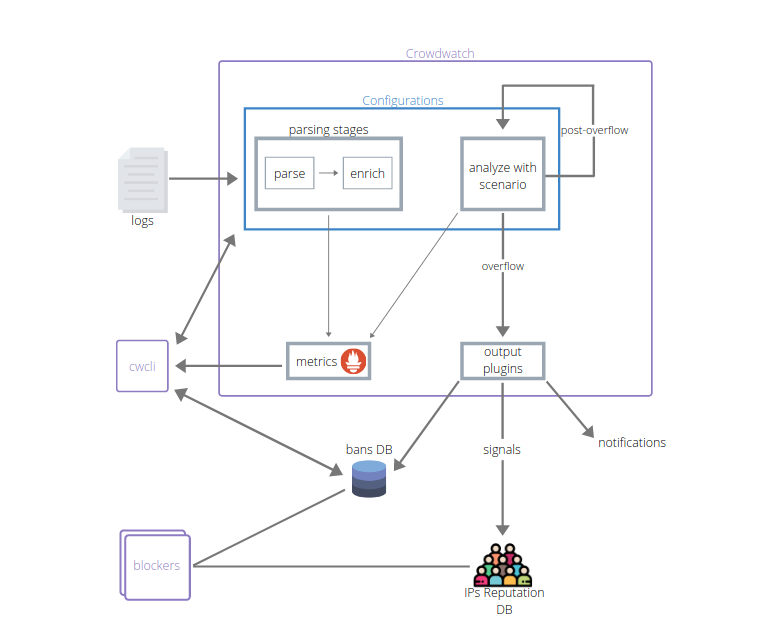 Crowdwatch
Configurations
parsing stages
post-overflow
parse
enrich
analyze with
scenario
logs
overflow
metrics
output
plugins
cwcli
bans DB
signals
notifications
blockers
IPs Reputation
DB